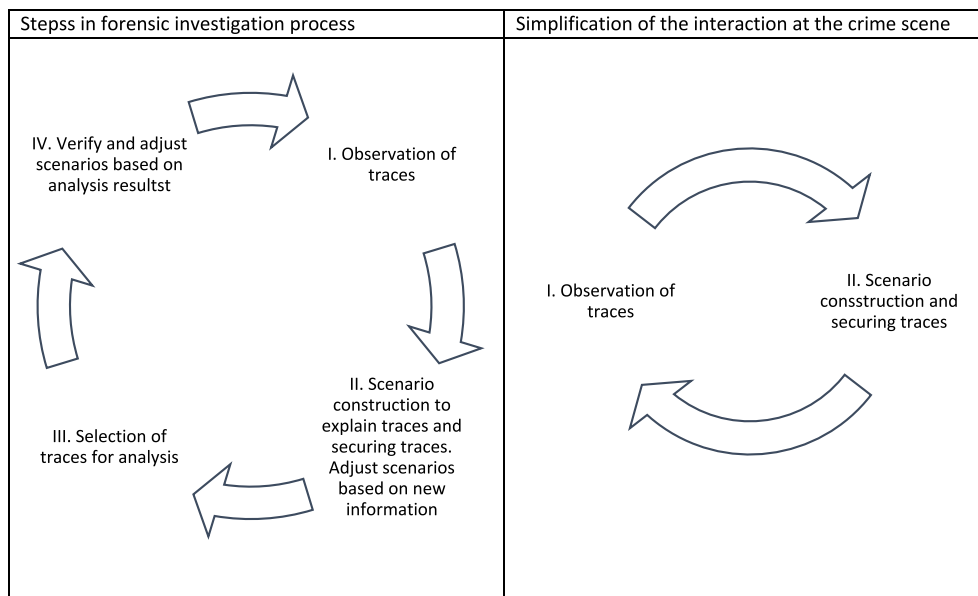 Stepss in forensic investigation process
Simplification of the interaction at the crime scene
IV. Verify and adjust
scenarios based on
analysis resultst
I. Observation of
traces
II. Scenario
construction to
explain traces and
securing traces.
Adjust scenarios
based on new
information
III. Selection of
traces for analysis
I. Observation of
traces
II. Scenario
consstruction and
securing traces